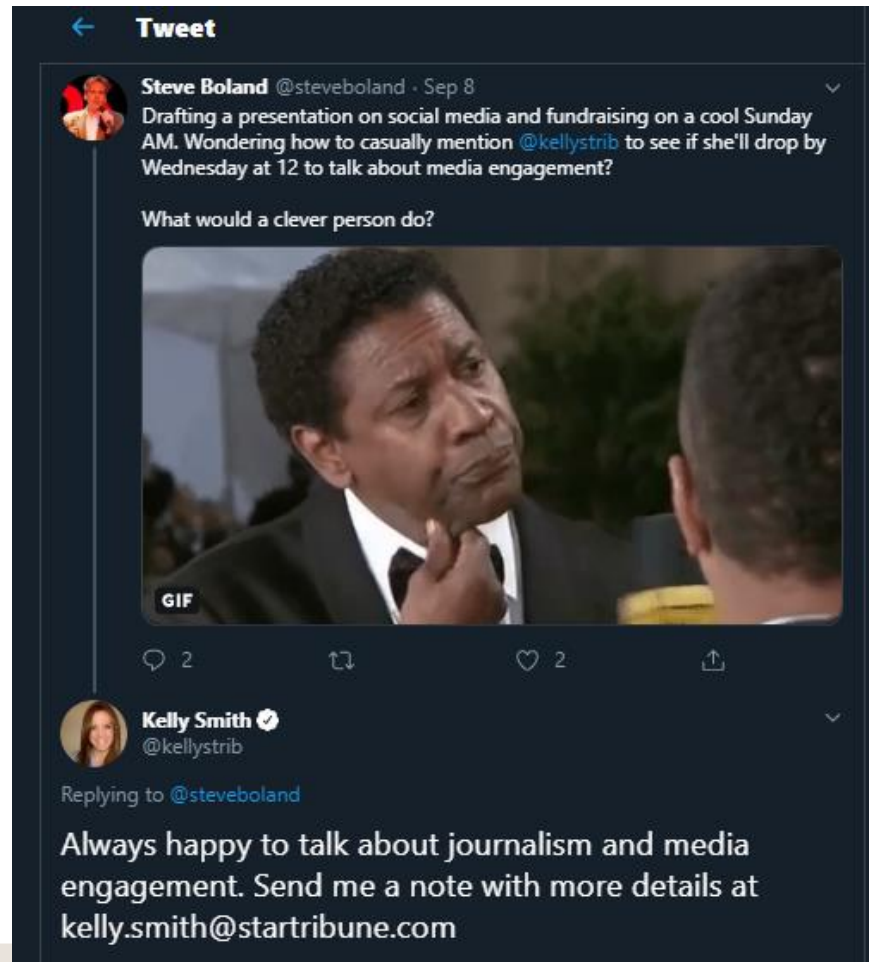 Tweet
Steve Boland @steveboland · Sep 8
Drafting a presentation on social media and fundraising on a cool Sunday
AM. Wondering how to casually mention @kellystrib to see if she'll drop by
Wednesday at 12 to talk about media engagement?
What would a clever person do?
GIF
2
2
Kelly Smith
@kellystrib
Replying to @steveboland
Always happy to talk about journalism and media
engagement. Send me a note with more details at
kelly.smith@startribune.com